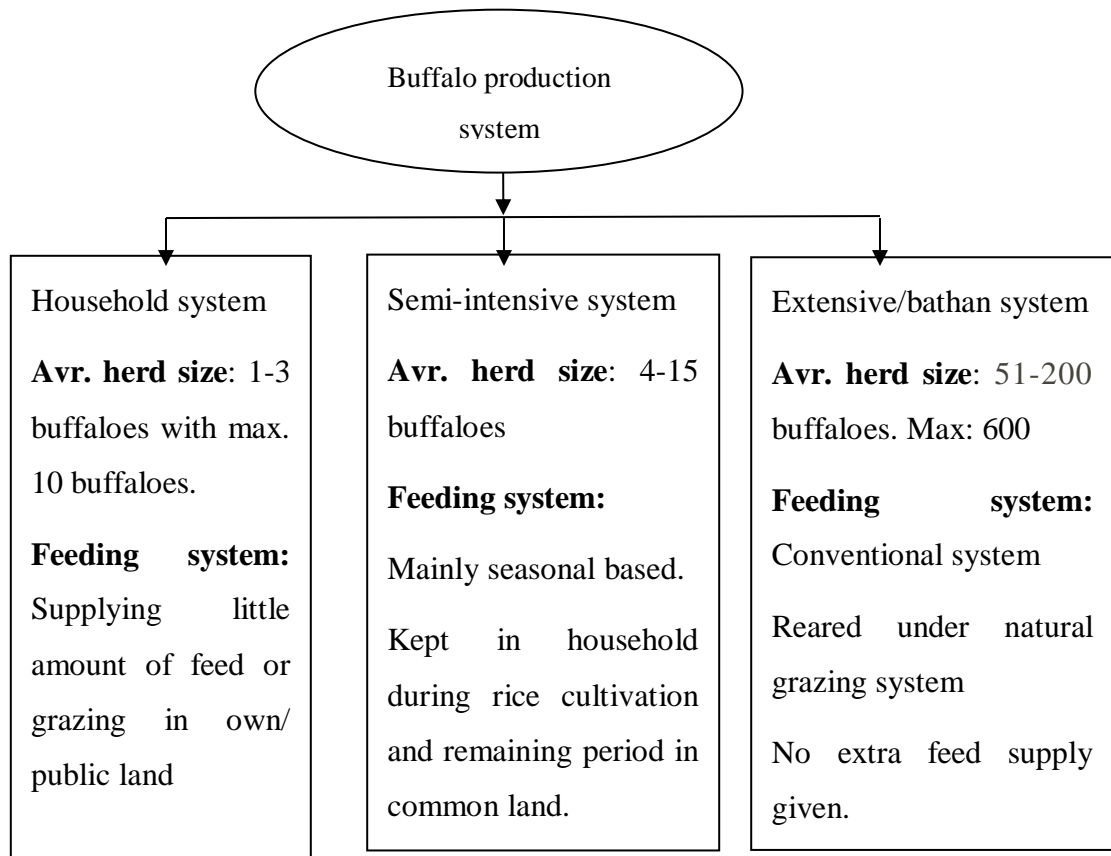 Buffalo production
system
Household system
Avr. herd size: 1-3
buffaloes with max.
10 buffaloes.
Feeding system:
Supplying little
amount of feed or
grazing in own/
public land
Semi-intensive system
Avr. herd size: 4-15
buffaloes
Feeding system:
Mainly seasonal based.
Kept in household
during rice cultivation
and remaining period in
common land.
Extensive/bathan system
Avr. herd size: 51-200
buffaloes. Max: 600
Feeding system:
Conventional system
Reared under natural
grazing system
No extra feed supply
given.